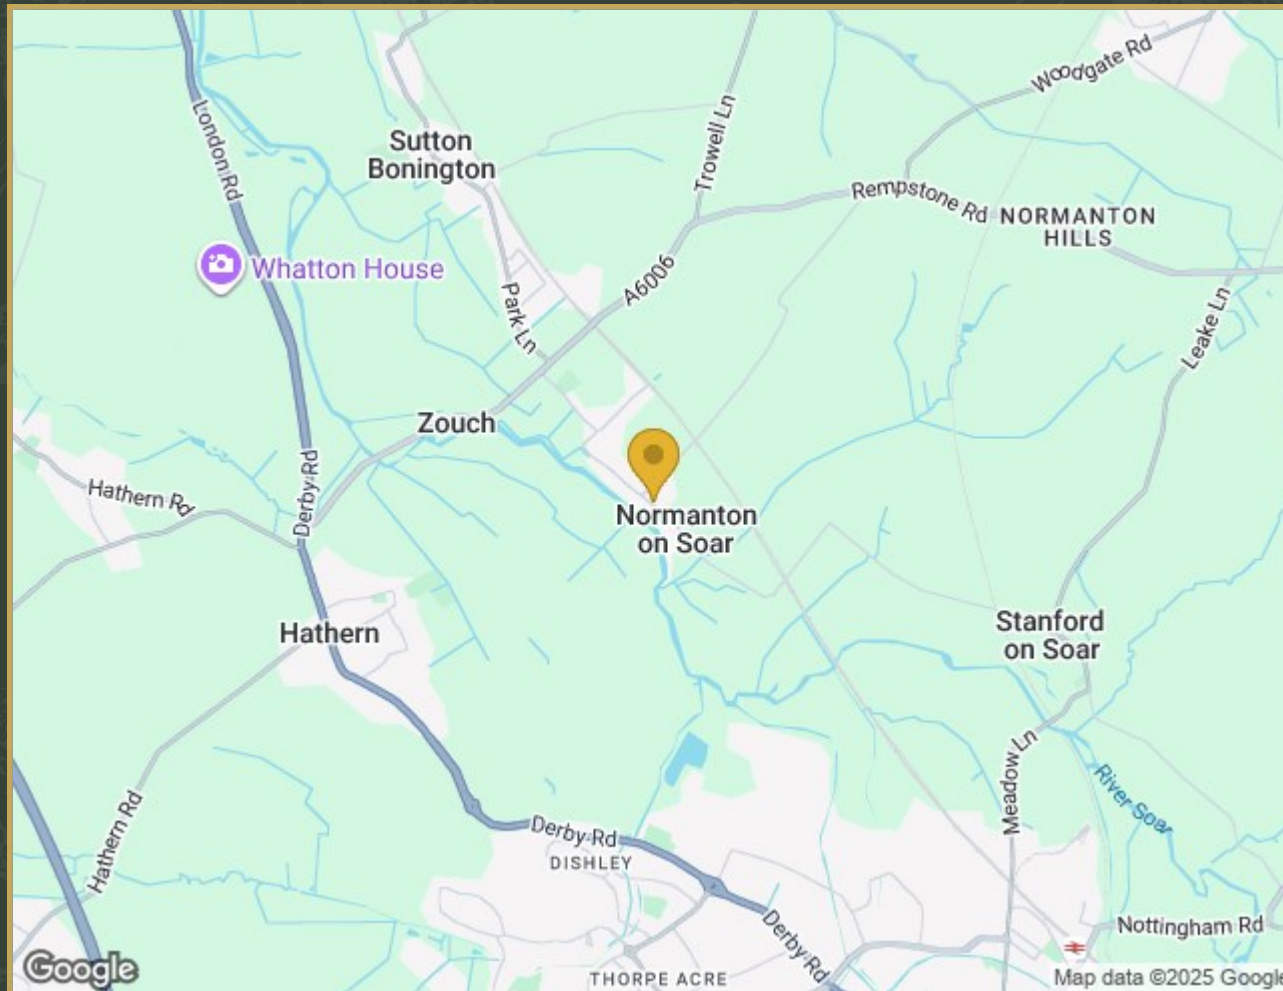 Woodgate Rd
London Rd
Sutton
Bonington
Trowell Ln
Rempstone Rd
NORMANTON
HILLS
Whatton House
A6006
Park Ln
Leake Ln
Zouch
Derby Rd
Hathern Rd
Normanton
on Soar
Hathern
Stanford
on Soar
Meadow Ln
River Soar
Hathern Rd
Derby Rd
DISHLEY
Derby Rd
Nottingham Rd
Google
THORPE ACRE
Map data ©2025 Google